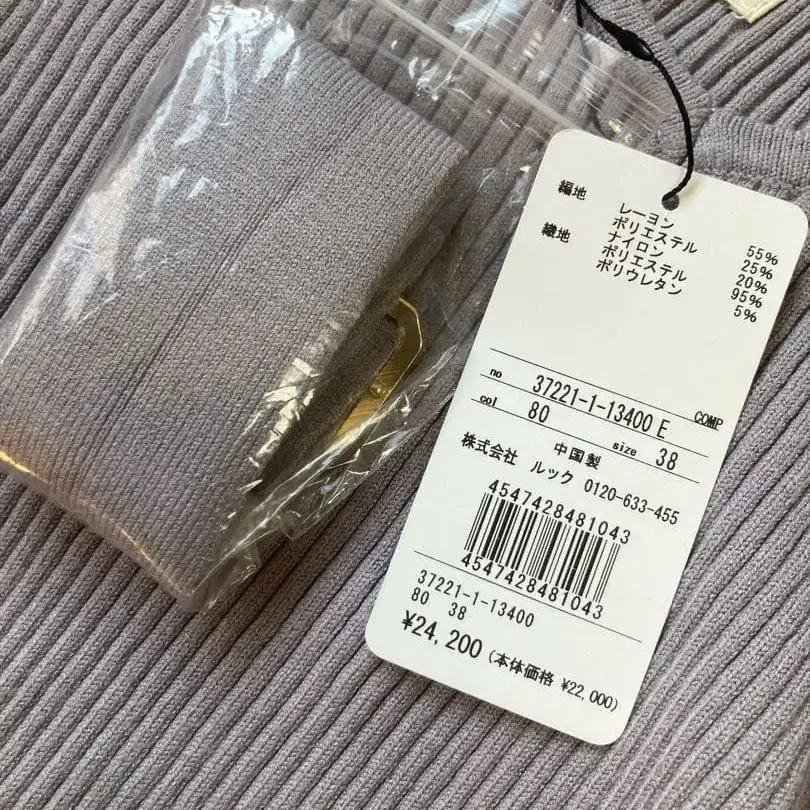 編地 レーヨン 55%
ポリエステル 25%
ナイロン 20%
織地 ポリエステル 95%
ポリウレタン 5%
COMP
no 37221-1-13400 E
col 80 size 38
中国製
株式会社 ルック 0120-633-455
4547428481043
4547428481043
37221-1-13400
80 38
¥24,200 (本体価格 ¥22,000)